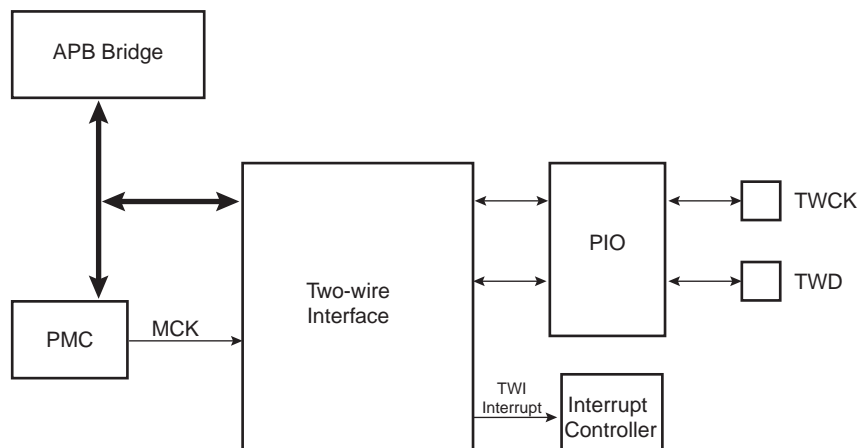 APB Bridge
TWCK
PIO
TWD
Two-wire
Interface
PMC
MCK
TWI
Interrupt
Interrupt
Controller